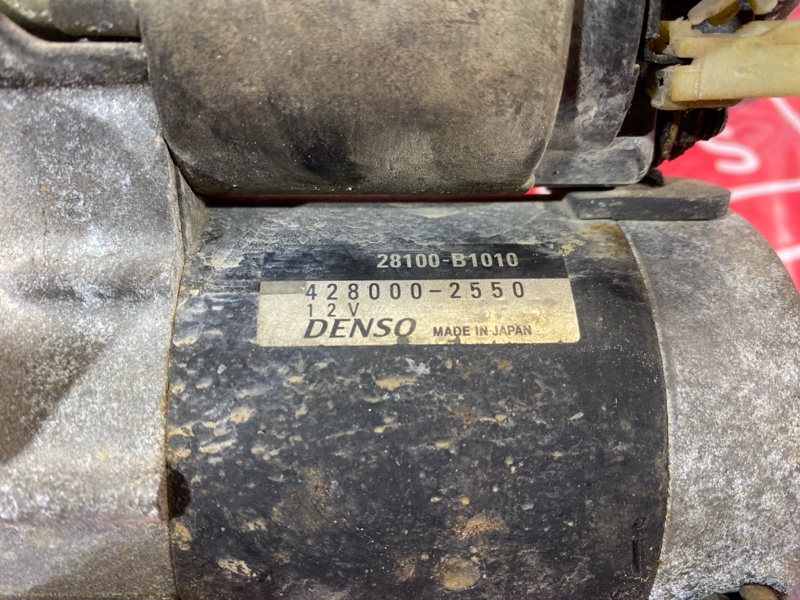 28100-B1010
428000-2550
12V
DENSO MADE IN JAPAN